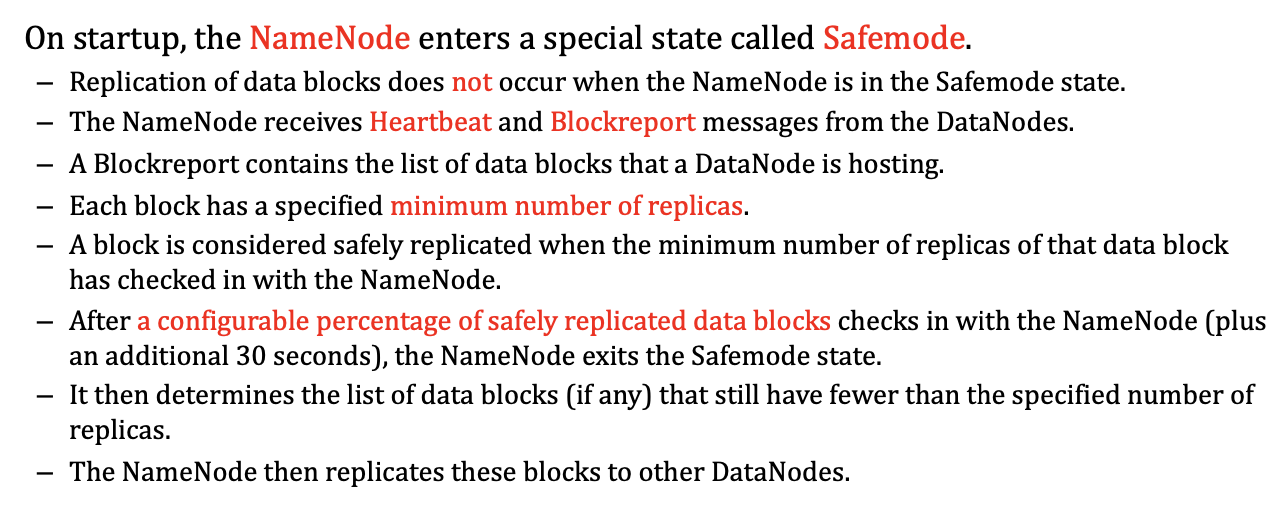 On startup, the NameNode enters a special state called Safemode.
– Replication of data blocks does not occur when the NameNode is in the Safemode state.
– The NameNode receives Heartbeat and Blockreport messages from the DataNodes.
– A Blockreport contains the list of data blocks that a DataNode is hosting.
– Each block has a specified minimum number of replicas.
– A block is considered safely replicated when the minimum number of replicas of that data block
has checked in with the NameNode.
– After a configurable percentage of safely replicated data blocks checks in with the NameNode (plus
an additional 30 seconds), the NameNode exits the Safemode state.
– It then determines the list of data blocks (if any) that still have fewer than the specified number of
replicas.
– The NameNode then replicates these blocks to other DataNodes.